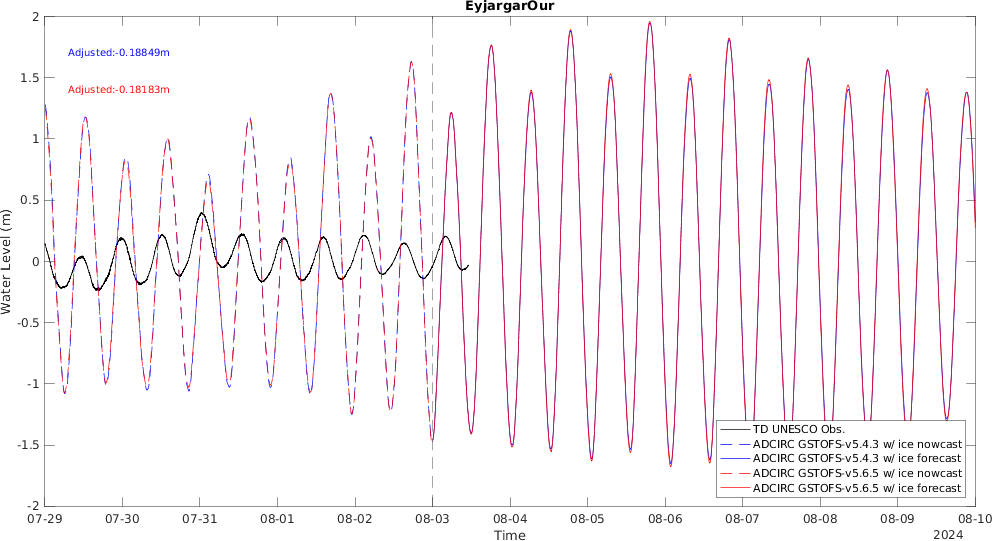 EyjargarOur
Adjusted:-0.18849m
Adjusted:-0.18183m
Water Level (m)
2
1.5
1
0.5
0
-0.5
-1
-1.5
-2
TD UNESCO Obs.
ADCIRC GSTOFS-v5.4.3 w/ ice nowcast
ADCIRC GSTOFS-v5.4.3 w/ ice forecast
ADCIRC GSTOFS-v5.6.5 w/ ice nowcast
ADCIRC GSTOFS-v5.6.5 w/ ice forecast
07-29 07-30 07-31 08-01 08-02 08-03 08-04 08-05 08-06 08-07 08-08 08-09 08-10
Time
2024